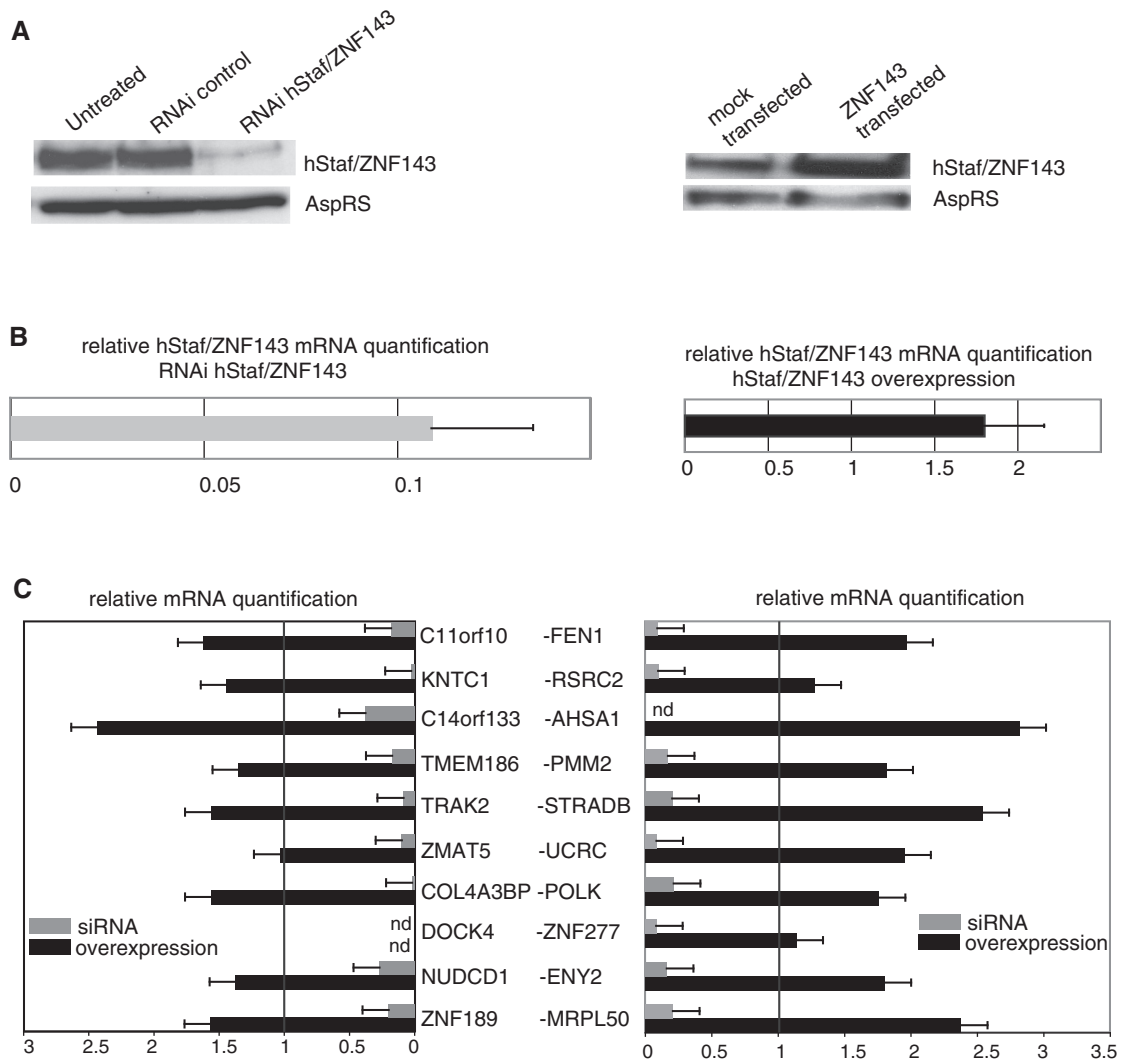 A
Untreated
RNAi control
RNAi hStaf/ZNF143
hStaf/ZNF143
AspRS
mock
transfected
ZNF143
transfected
hStaf/ZNF143
AspRS
B
relative hStaf/ZNF143 mRNA quantification
RNAi hStaf/ZNF143
0 0.05 0.1
relative hStaf/ZNF143 mRNA quantification
hStaf/ZNF143 overexpression
0 0.5 1 1.5 2
C
relative mRNA quantification
relative mRNA quantification
C11orf10 -FEN1
KNTC1 -RSRC2
C14orf133 -AHSA1 nd
TMEM186 -PMM2
TRAK2 -STRADB
ZMAT5 -UCRC
COL4A3BP -POLK
nd
nd
DOCK4 -ZNF277
NUDCD1 -ENY2
ZNF189 -MRPL50
siRNA
overexpression
siRNA
overexpression
3 2.5 2 1.5 1 0.5 0
0 0.5 1 1.5 2 2.5 3 3.5